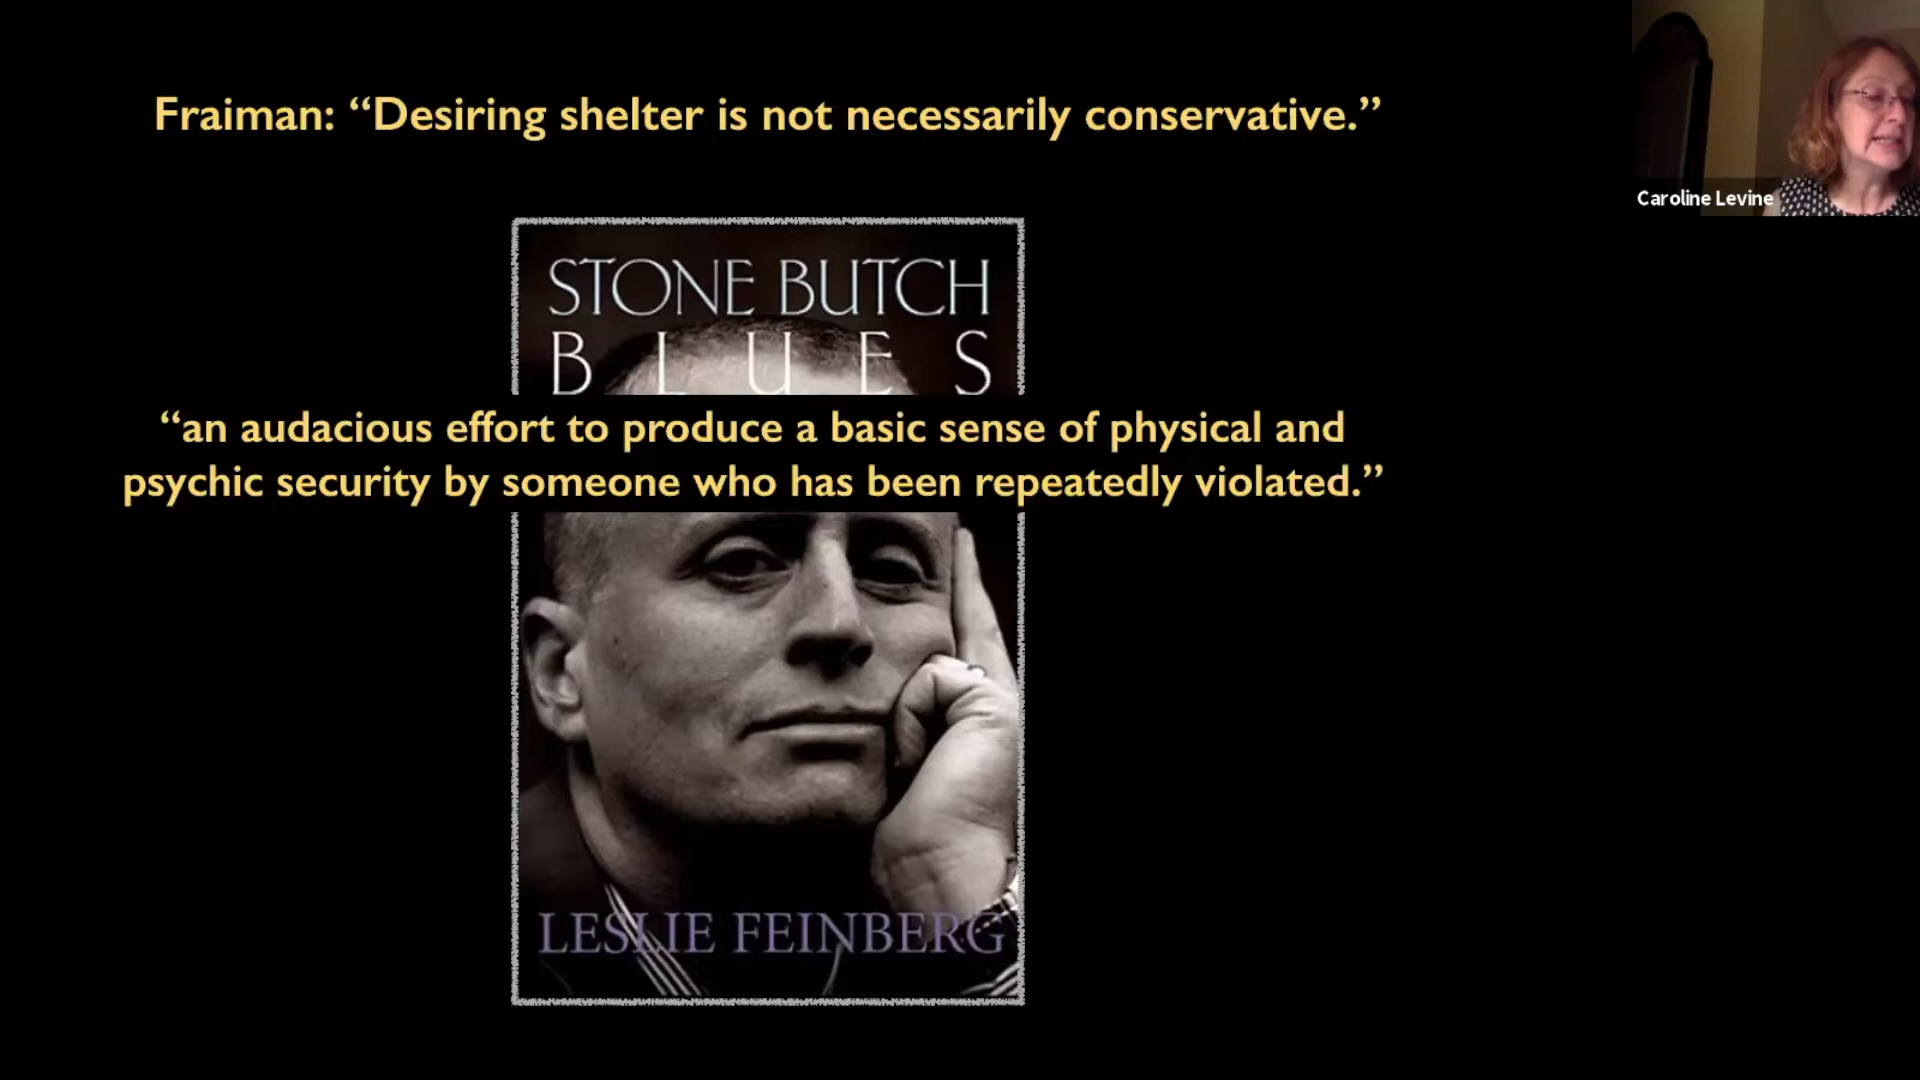 Fraiman: “Desiring shelter is not necessarily conservative.”
Caroline Levine
STONE BUTCH
BLUES
“an audacious effort to produce a basic sense of physical and
psychic security by someone who has been repeatedly violated.”
LESLIE FEINBERG